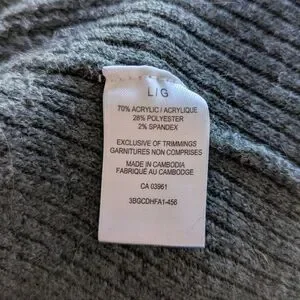 L/G
70% ACRYLIC / ACRYLIQUE
28% POLYESTER
2% SPANDEX
EXCLUSIVE OF TRIMMINGS
GARNITURES NON COMPRISES
MADE IN CAMBODIA
FABRIQUÉ AU CAMBODGE
CA 03961
3BGCDHFA1-456